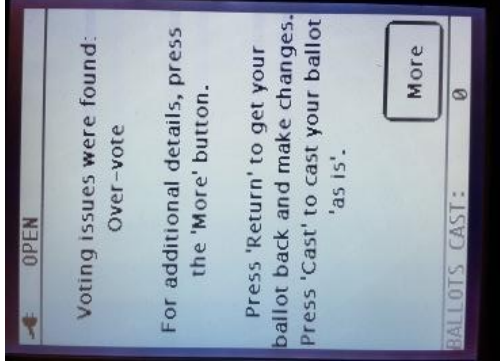 OPEN
Voting issues were found:
Over-vote
For additional details, press
the 'More' button.
Press 'Return' to get your
ballot back and make changes.
Press 'Cast' to cast your ballot
'as is'.
More
BALLOTS CAST: 0